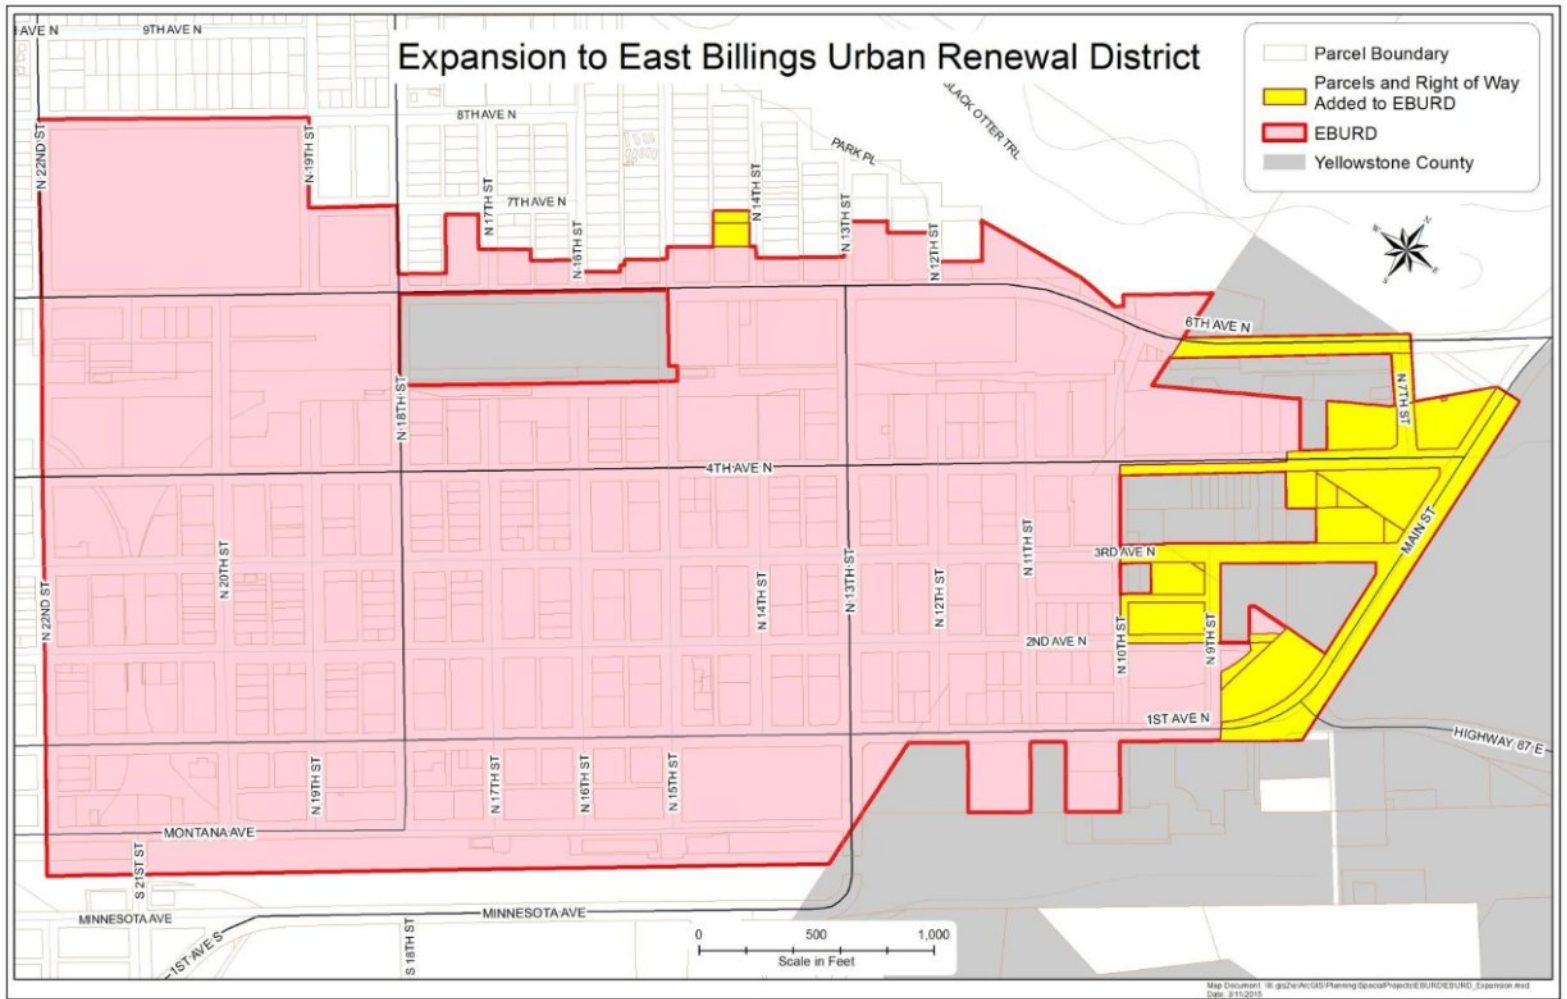 AVE N
9TH AVE N
Expansion to East Billings Urban Renewal District
Parcel Boundary
Parcels and Right of Way
Added to EBURD
EBURD
Yellowstone County
8TH AVE N
BLACK OTTER TRL
PARK PL
N 22ND ST
N 19TH ST
N 17TH ST
7TH AVE N
N 14TH ST
N 16TH ST
N 13TH ST
N 12TH ST
N
W
E
S
6TH AVE N
N 18TH ST
N 7TH ST
4TH AVE N
MAIN ST
N 20TH ST
N 11TH ST
3RD AVE N
N 22ND ST
N 14TH ST
N 13TH ST
N 12TH ST
N 10TH ST
N 9TH ST
2ND AVE N
1ST AVE N
HIGHWAY 87 E
N 19TH ST
N 17TH ST
N 16TH ST
N 15TH ST
MONTANA AVE
S 21ST ST
MINNESOTA AVE
MINNESOTA AVE
1ST AVE S
S 18TH ST
0 500 1,000
Scale in Feet
Date: 3/11/2015